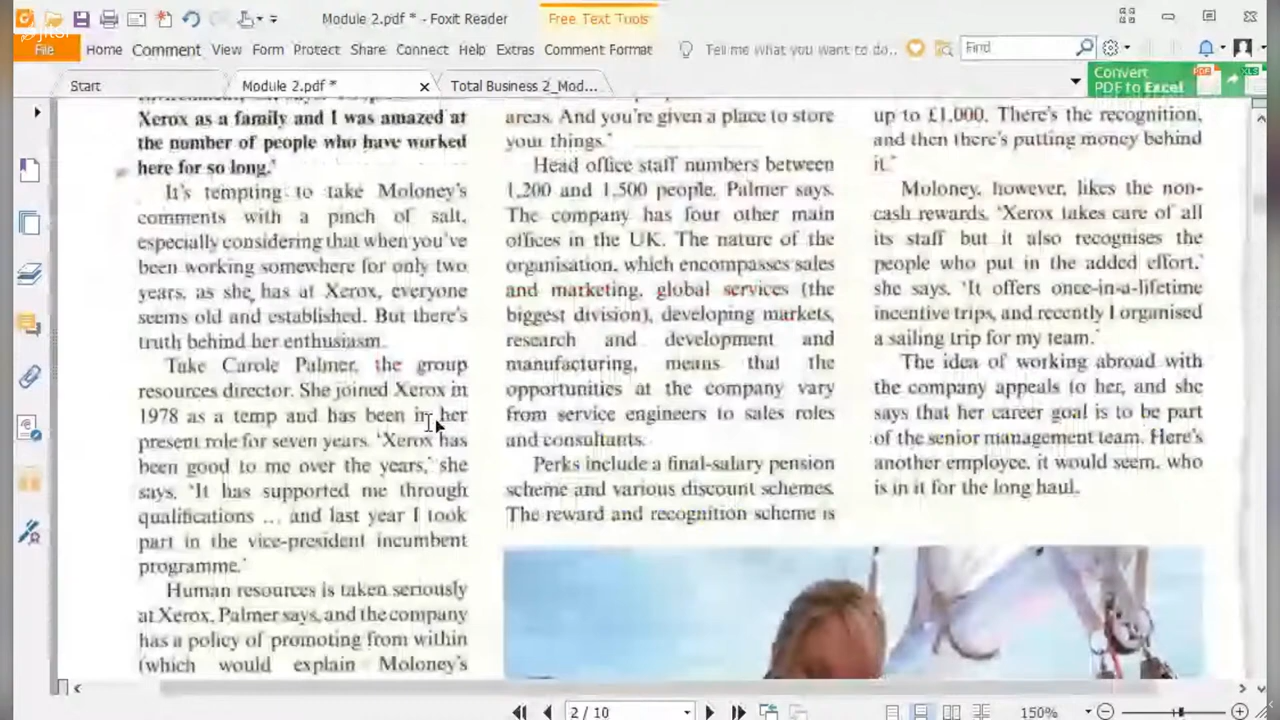 Module 2.pdf * - Foxit Reader
Free Text Tools
File
Home
Comment
View
Form
Protect
Share
Connect
Help
Extras
Comment Format
Tell me what you want to do..
Find
Start
Module 2.pdf *
Total Business 2_Mod...
Convert
PDF to Excel
Xerox as a family and I was amazed at
the number of people who have worked
here for so long.'
It's tempting to take Moloney's
comments with a pinch of salt,
especially considering that when you've
been working somewhere for only two
years, as she has at Xerox, everyone
seems old and established. But there's
truth behind her enthusiasm.
Take Carole Palmer, the group
resources director. She joined Xerox in
1978 as a temp and has been in her
present role for seven years. 'Xerox has
been good to me over the years,' she
says. 'It has supported me through
qualifications ... and last year I took
part in the vice-president incumbent
programme.'
Human resources is taken seriously
at Xerox, Palmer says, and the company
has a policy of promoting from within
(which would explain Moloney's
areas. And you're given a place to store
your things.'
Head office staff numbers between
1,200 and 1,500 people, Palmer says.
The company has four other main
offices in the UK. The nature of the
organisation, which encompasses sales
and marketing, global services (the
biggest division), developing markets,
research and development and
manufacturing, means that the
opportunities at the company vary
from service engineers to sales roles
and consultants.
Perks include a final-salary pension
scheme and various discount schemes.
The reward and recognition scheme is
up to £1,000. There's the recognition,
and then there's putting money behind
it.'
Moloney, however, likes the non-
cash rewards. 'Xerox takes care of all
its staff but it also recognises the
people who put in the added effort,'
she says. 'It offers once-in-a-lifetime
incentive trips, and recently I organised
a sailing trip for my team.'
The idea of working abroad with
the company appeals to her, and she
says that her career goal is to be part
of the senior management team. Here's
another employee, it would seem, who
is in it for the long haul.
2 / 10
150%